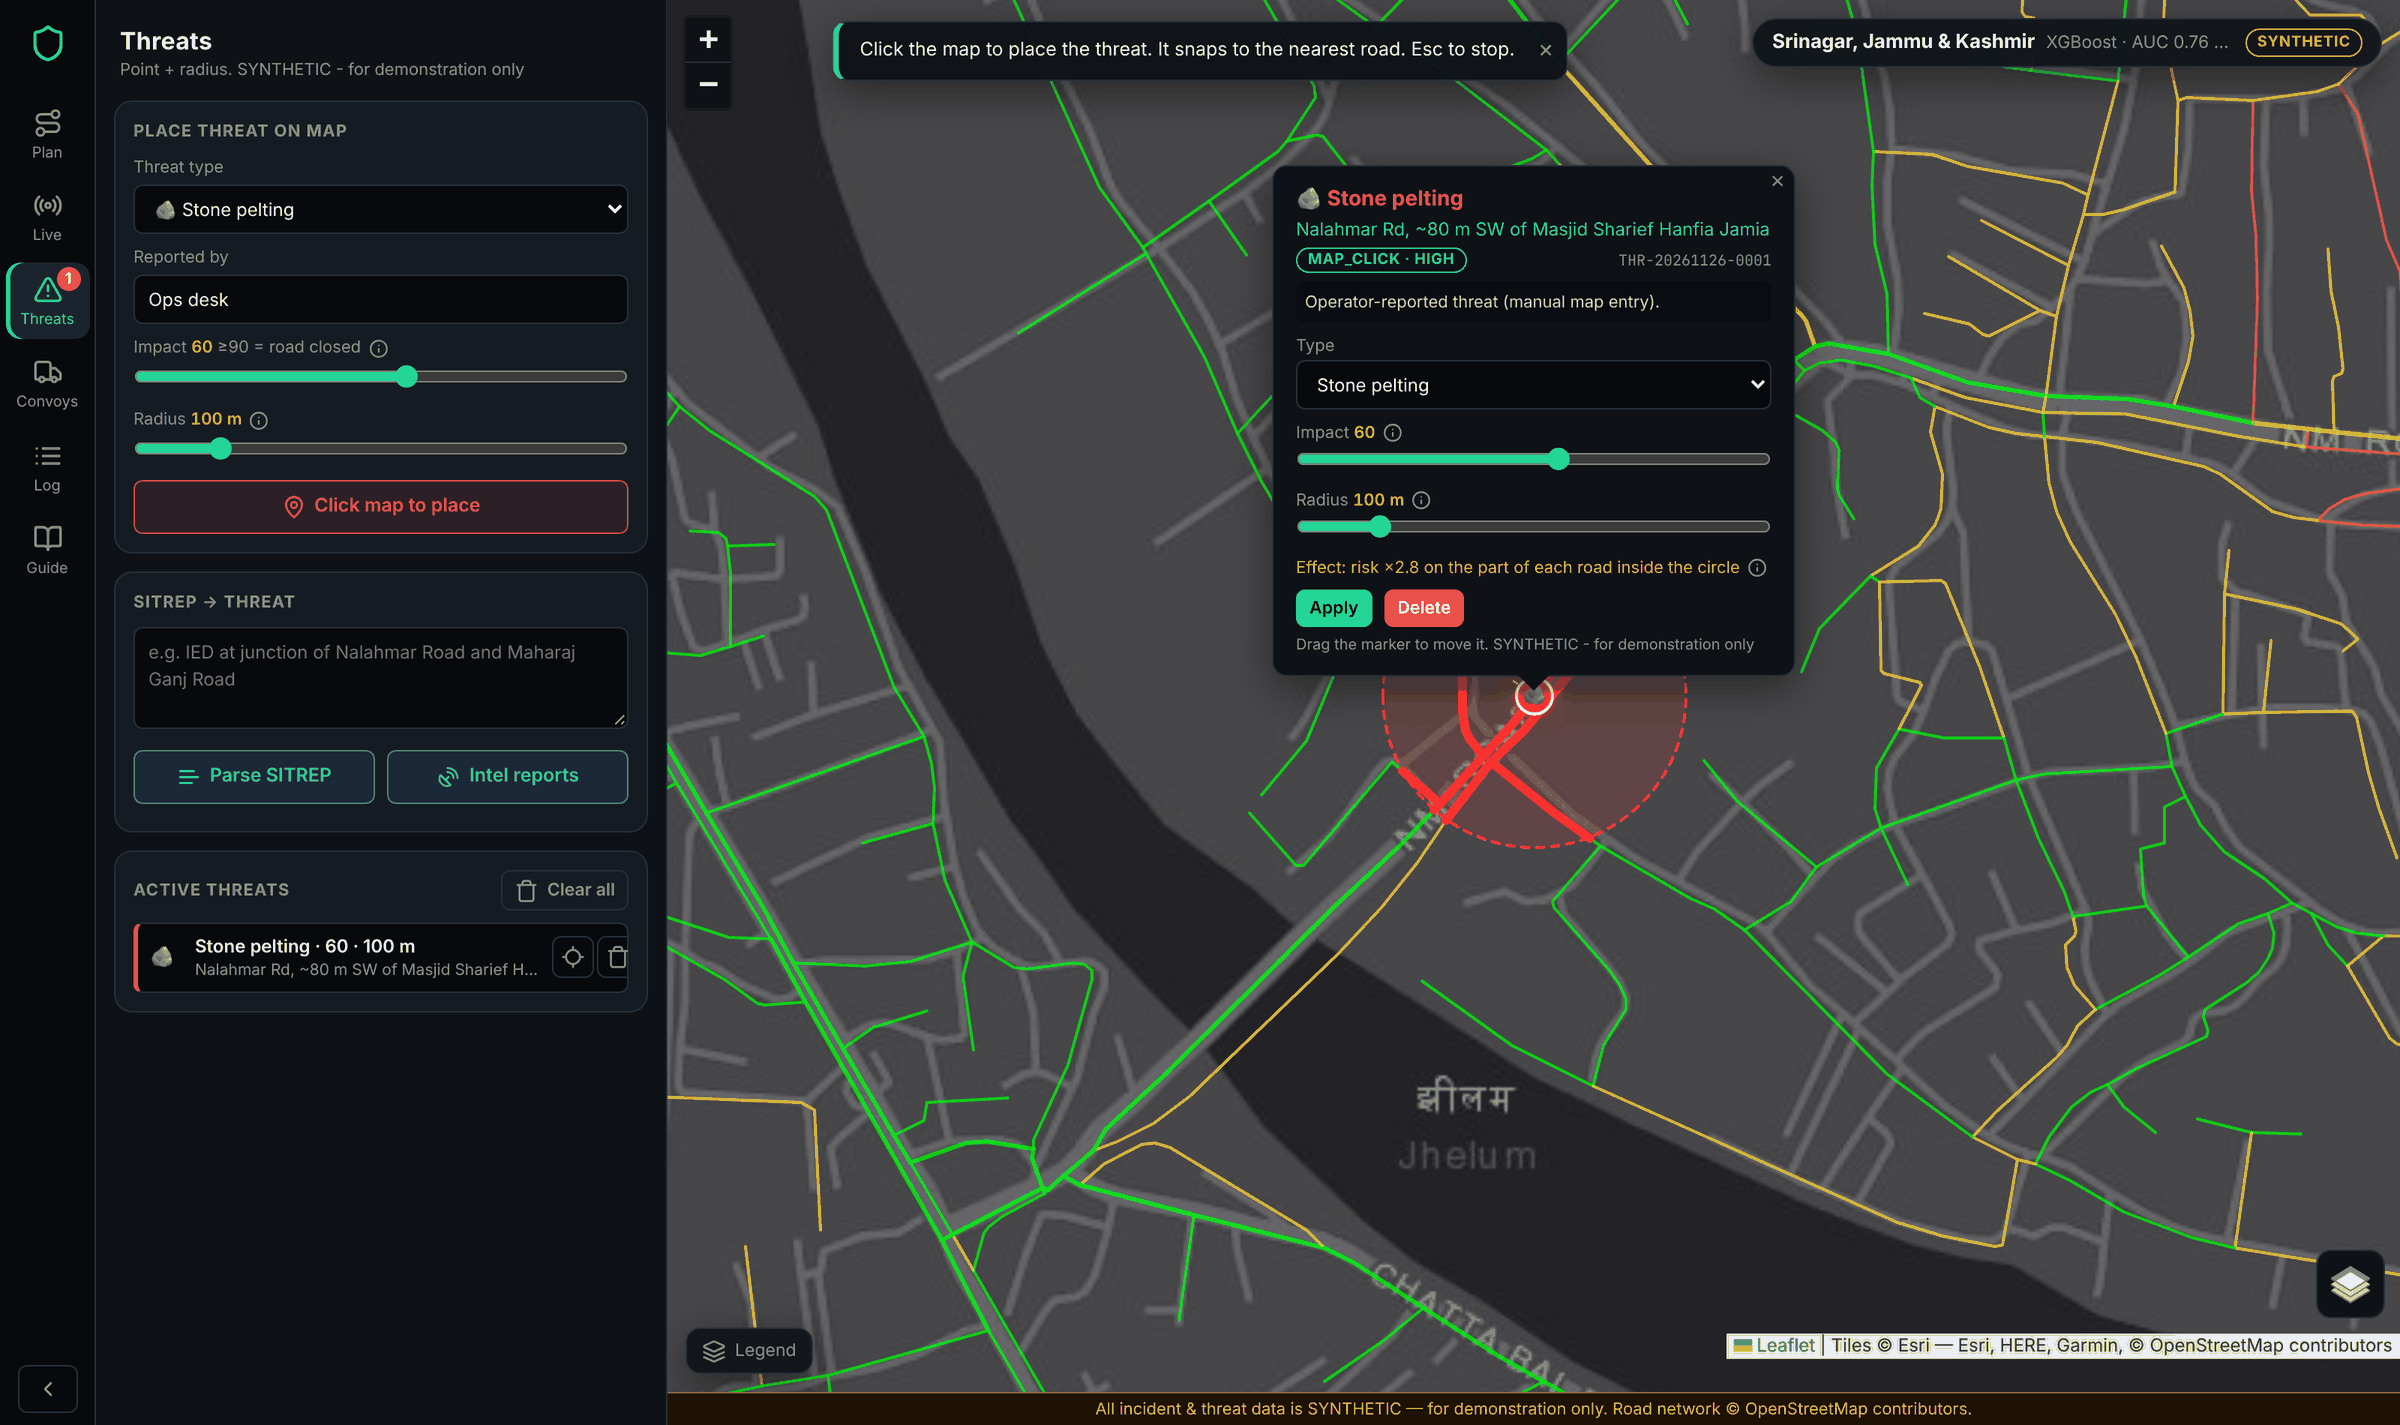 Threats
Point + radius. SYNTHETIC - for demonstration only
Plan
Live
1
Threats
Convoys
Log
Guide
PLACE THREAT ON MAP
Threat type
Stone pelting
Reported by
Ops desk
Impact 60 ≥90 = road closed
Radius 100 m
Click map to place
SITREP → THREAT
e.g. IED at junction of Nalahmar Road and Maharaj
Ganj Road
Parse SITREP
Intel reports
ACTIVE THREATS
Clear all
Stone pelting · 60 · 100 m
Nalahmar Rd, ~80 m SW of Masjid Sharief H...
+
−
Click the map to place the threat. It snaps to the nearest road. Esc to stop.
Srinagar, Jammu & Kashmir XGBoost · AUC 0.76 ... SYNTHETIC
Stone pelting
Nalahmar Rd, ~80 m SW of Masjid Sharief Hanfia Jamia
MAP_CLICK · HIGH THR-20261126-0001
Operator-reported threat (manual map entry).
Type
Stone pelting
Impact 60
Radius 100 m
Effect: risk ×2.8 on the part of each road inside the circle
Apply Delete
Drag the marker to move it. SYNTHETIC - for demonstration only
झीलम
Jhelum
Legend
Leaflet | Tiles © Esri — Esri, HERE, Garmin, © OpenStreetMap contributors
All incident & threat data is SYNTHETIC — for demonstration only. Road network © OpenStreetMap contributors.